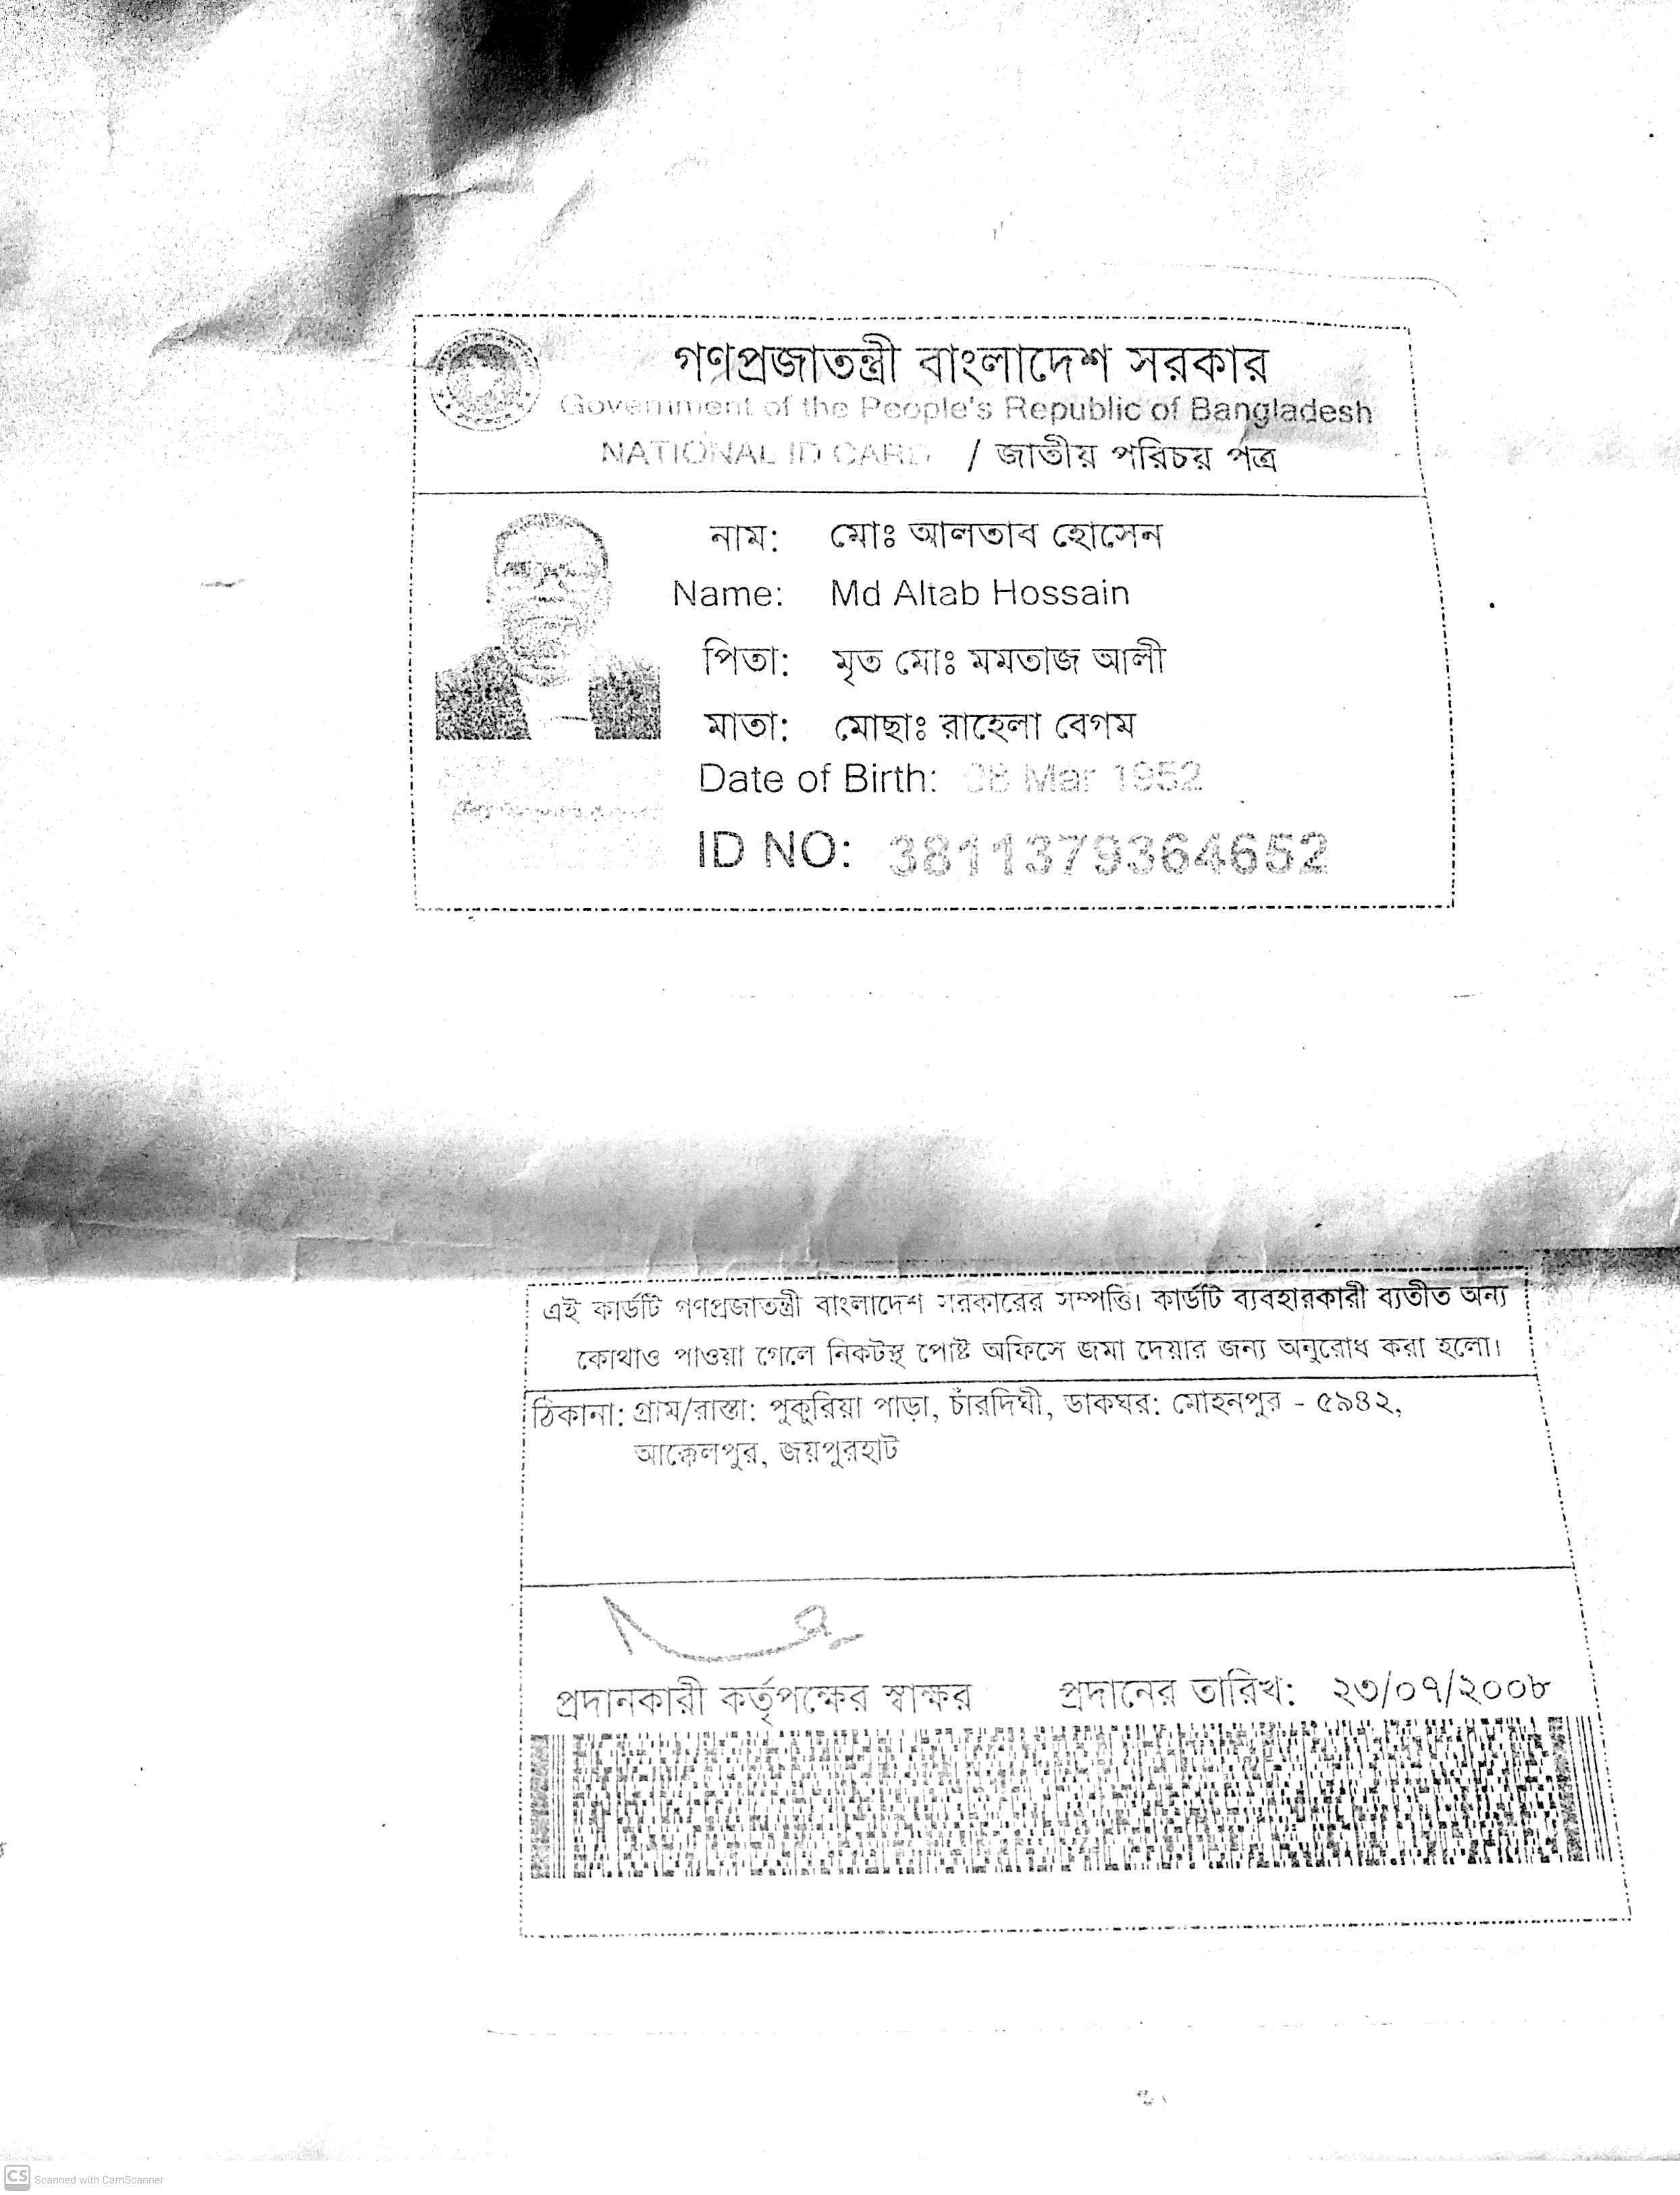 গণপ্রজাতন্ত্রী বাংলাদেশ সরকার
Government of the People's Republic of Bangladesh
NATIONAL ID CARD / জাতীয় পরিচয় পত্র
নাম: মোঃ আলতাব হোসেন
Name: Md Altab Hossain
পিতা: মৃত মোঃ মমতাজ আলী
মাতা: মোছাঃ রাহেলা বেগম
Date of Birth: 08 Mar 1952
ID NO: 3811379364652
এই কার্ডটি গণপ্রজাতন্ত্রী বাংলাদেশ সরকারের সম্পত্তি। কার্ডটি ব্যবহারকারী ব্যতীত অন্য
কোথাও পাওয়া গেলে নিকটস্থ পোষ্ট অফিসে জমা দেয়ার জন্য অনুরোধ করা হলো।
ঠিকানা: গ্রাম/রাস্তা: পুকুরিয়া পাড়া, চাঁরদিঘী, ডাকঘর: মোহনপুর - ৫৯৪২,
আক্কেলপুর, জয়পুরহাট
প্রদানকারী কর্তৃপক্ষের স্বাক্ষর প্রদানের তারিখ: ২৩/০৭/২০০৮
CS Scanned with CamScanner